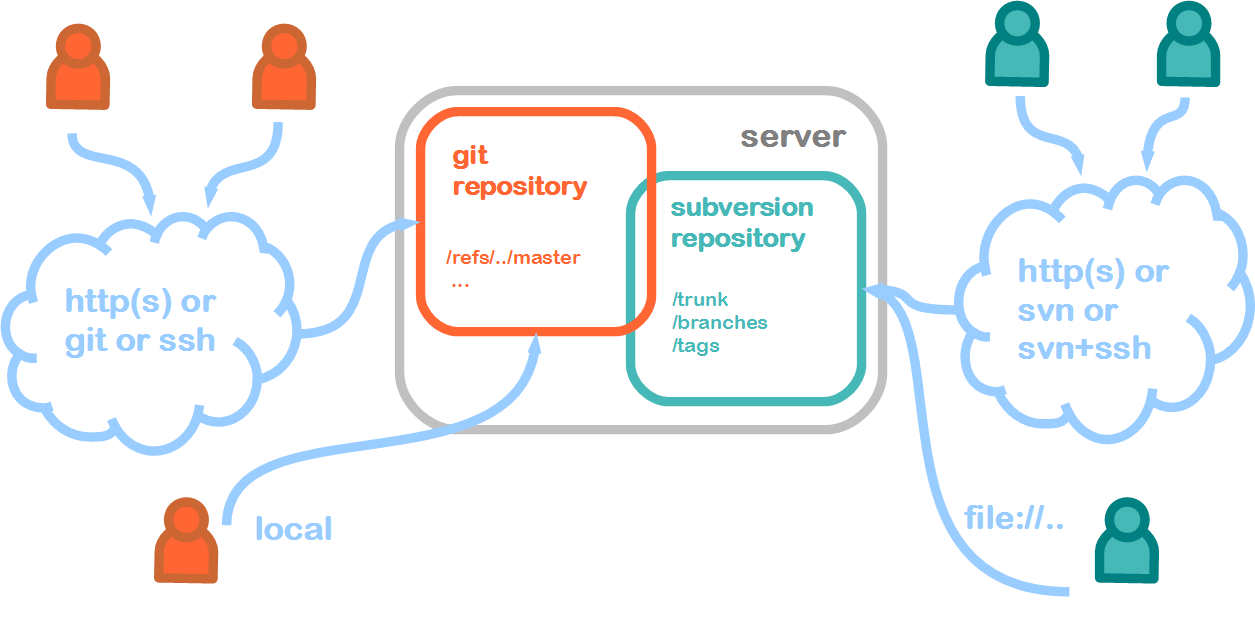 server
git
repository
/refs/../master
...
subversion
repository
/trunk
/branches
/tags
http(s) or
git or ssh
http(s) or
svn or
svn+ssh
local
file://..